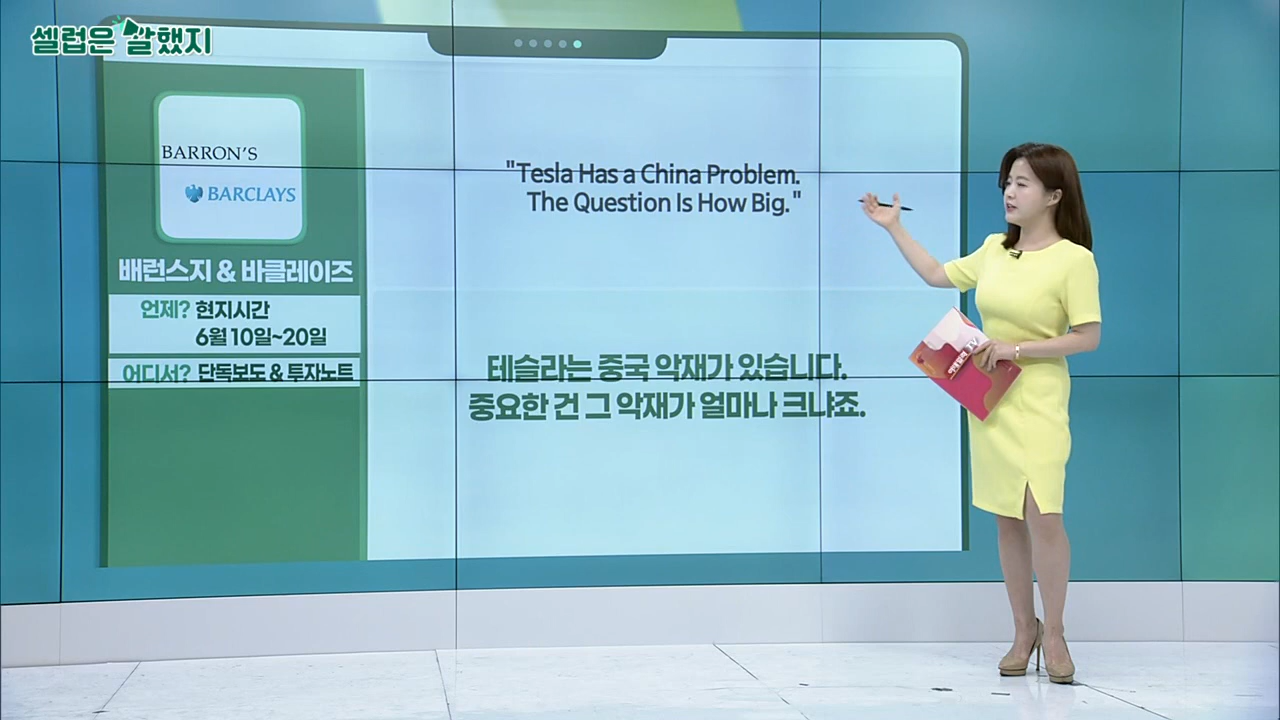 셀럽은 말했지
BARRON'S
BARCLAYS
배런스지 & 바클레이즈
언제? 현지시간
6월 10일~20일
어디서? 단독보도 & 투자노트
"Tesla Has a China Problem.
The Question Is How Big."
테슬라는 중국 악재가 있습니다.
중요한 건 그 악재가 얼마나 크냐죠.